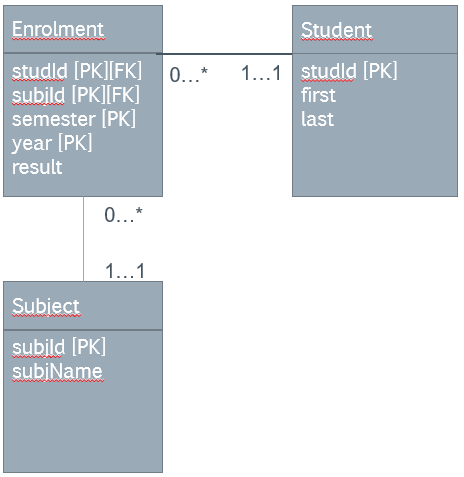 Enrolment
studId [PK][FK]
subjId [PK][FK]
semester [PK]
year [PK]
result
0...*
1...1
Student
studId [PK]
first
last
0...*
1...1
Subject
subjId [PK]
subjName